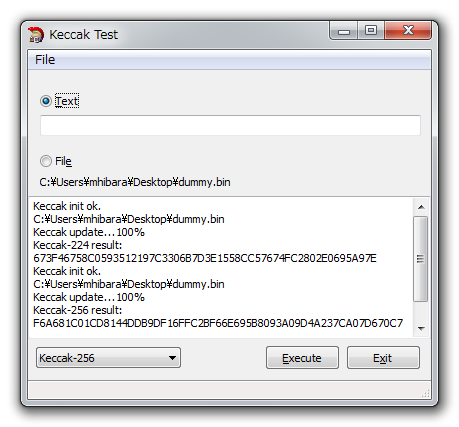 Keccak Test
File
Text
File
C:¥Users¥mhibara¥Desktop¥dummy.bin
Keccak init ok.
C:¥Users¥mhibara¥Desktop¥dummy.bin
Keccak update...100%
Keccak-224 result:
673F46758C0593512197C3306B7D3E1558CC57674FC2802E0695A97E
Keccak init ok.
C:¥Users¥mhibara¥Desktop¥dummy.bin
Keccak update...100%
Keccak-256 result:
F6A681C01CD8144DDB9DF16FFC2BF66E695B8093A09D4A237CA07D670C7
Keccak-256
Execute
Exit